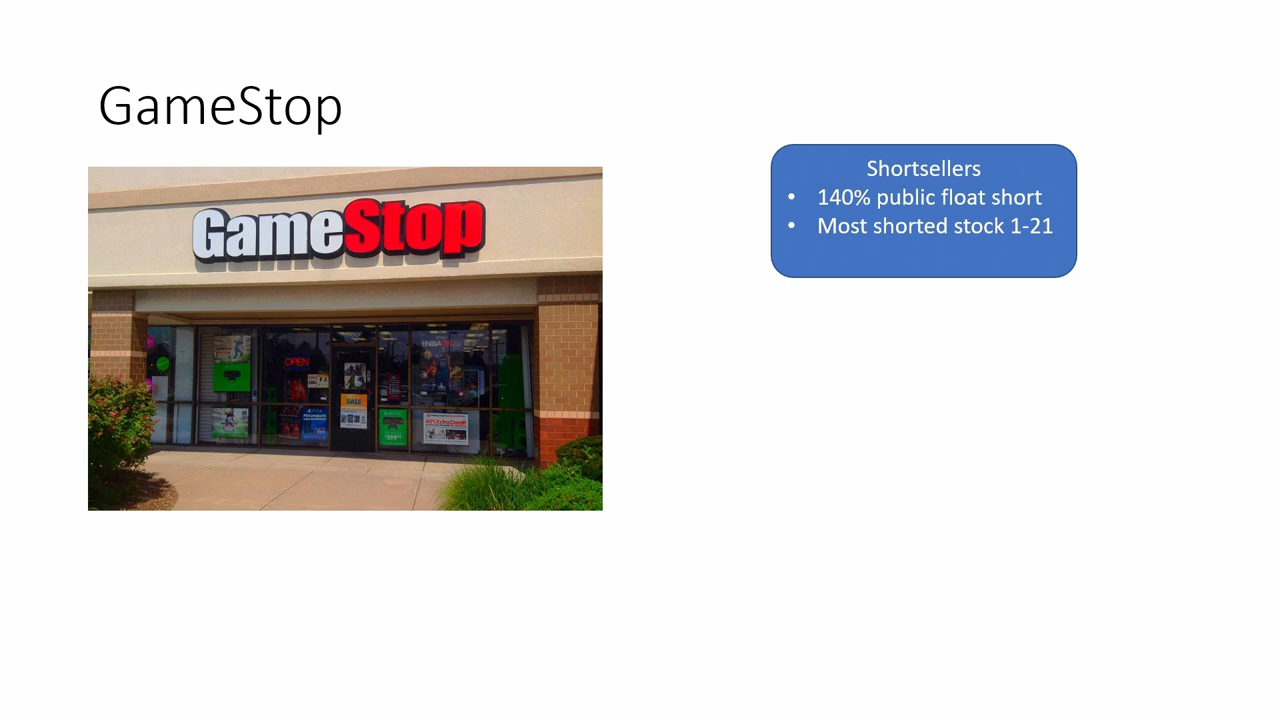 GameStop
GameStop
OPEN
SALE
Shortsellers
• 140% public float short
• Most shorted stock 1-21